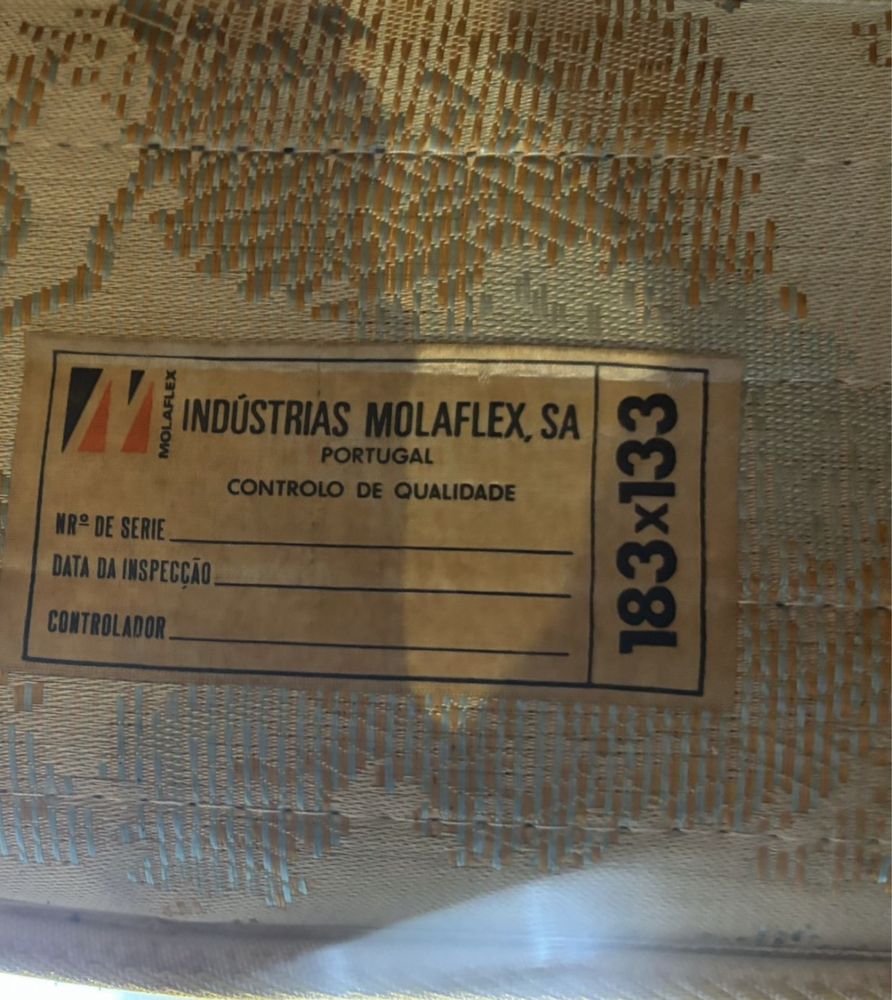 MOLAFLEX
INDÚSTRIAS MOLAFLEX, SA
PORTUGAL
CONTROLO DE QUALIDADE
NRº DE SERIE
DATA DA INSPECÇÃO
CONTROLADOR
183x133